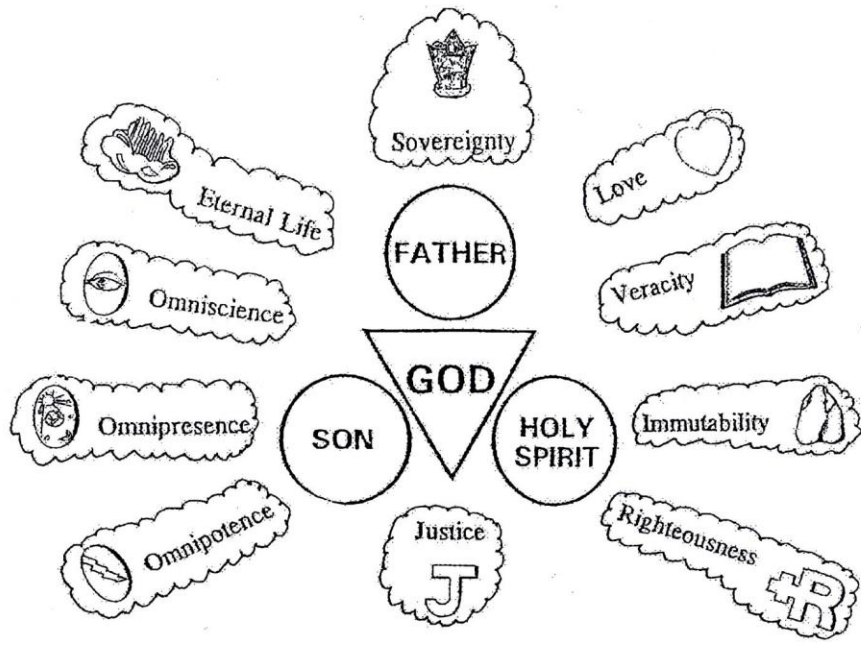 Sovereignty
Love
Eternal Life
FATHER
Veracity
Omniscience
GOD
Omnipresence
SON
HOLY
SPIRIT
Immutability
Omnipotence
Justice
J
Righteousness
+R